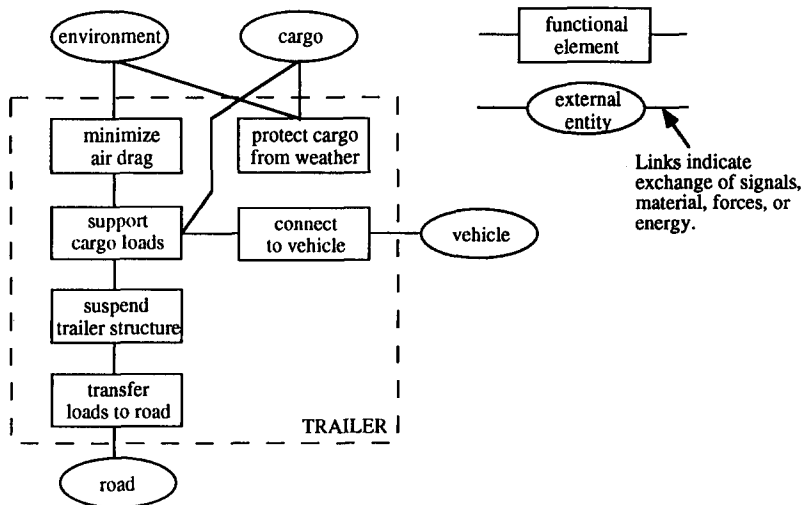 environment
cargo
functional
element
external
entity
minimize
air drag
protect cargo
from weather
Links indicate
exchange of signals,
material, forces, or
energy.
support
cargo loads
connect
to vehicle
vehicle
suspend
trailer structure
transfer
loads to road
TRAILER
road